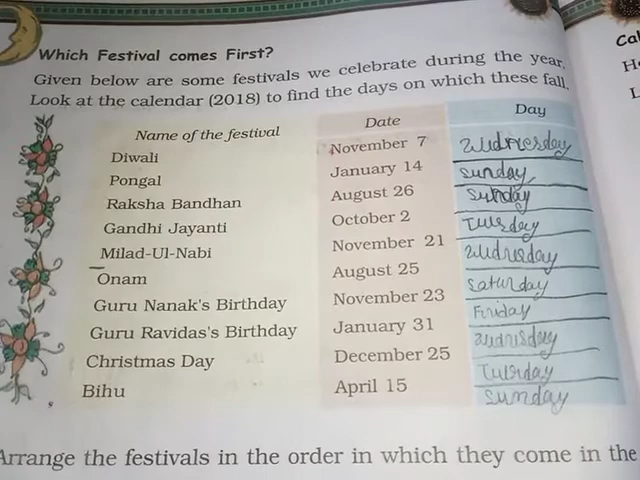 Which Festival comes First?
Given below are some festivals we celebrate during the year.
Look at the calendar (2018) to find the days on which these fall.
Name of the festival Date Day
Diwali November 7 Wednesday
Pongal January 14 Sunday
Raksha Bandhan August 26 Sunday
Gandhi Jayanti October 2 Tuesday
Milad-Ul-Nabi November 21 Wednesday
Onam August 25 Saturday
Guru Nanak's Birthday November 23 Friday
Guru Ravidas's Birthday January 31 Wednesday
Christmas Day December 25 Tuesday
Bihu April 15 Sunday
Arrange the festivals in the order in which they come in the